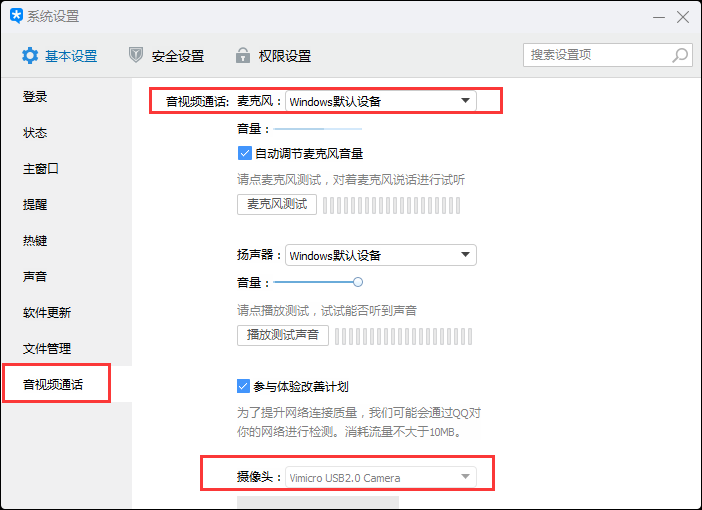 系统设置
基本设置 安全设置 权限设置 搜索设置项
登录
状态
主窗口
提醒
热键
声音
软件更新
文件管理
音视频通话
音视频通话: 麦克风: Windows默认设备
音量:
自动调节麦克风音量
请点麦克风测试，对着麦克风说话进行试听
麦克风测试
扬声器: Windows默认设备
音量:
请点播放测试，试试能否听到声音
播放测试声音
参与体验改善计划
为了提升网络连接质量，我们可能会通过QQ对
你的网络进行检测。消耗流量不大于10MB。
摄像头: Vimicro USB2.0 Camera